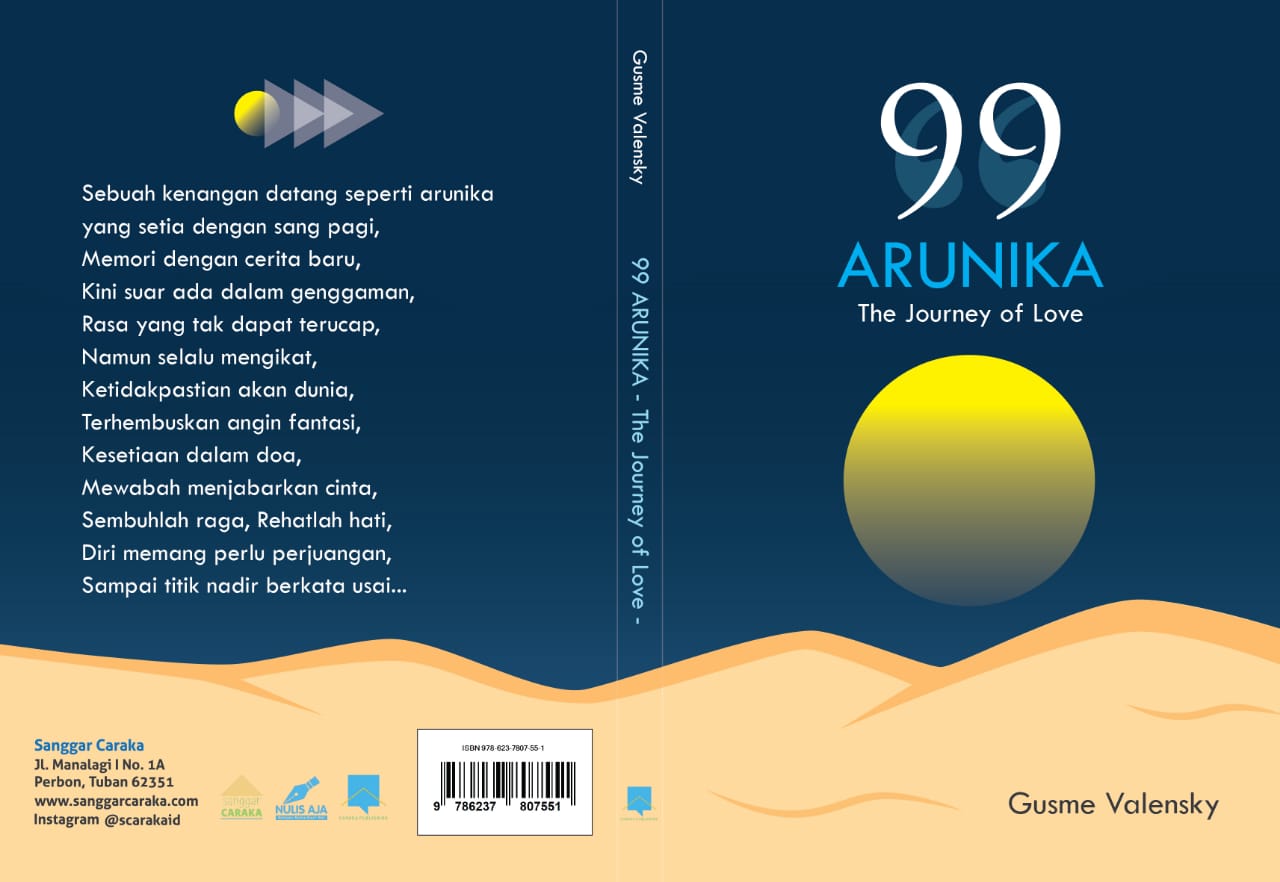 Sebuah kenangan datang seperti arunika
yang setia dengan sang pagi,
Memori dengan cerita baru,
Kini suar ada dalam genggaman,
Rasa yang tak dapat terucap,
Namun selalu mengikat,
Ketidakpastian akan dunia,
Terhembuskan angin fantasi,
Kesetiaan dalam doa,
Mewabah menjabarkan cinta,
Sembuhlah raga, Rehatlah hati,
Diri memang perlu perjuangan,
Sampai titik nadir berkata usai...
Sanggar Caraka
Jl. Manalagi I No. 1A
Perbon, Tuban 62351
www.sanggarcaraka.com
Instagram @scarakaid
sanggar
CARAKA
NULIS AJA
CARAKA PUBLISHING
ISBN 978-623-7807-55-1
9 786237 807551
Gusme Valensky
99 ARUNIKA - The Journey of Love -
99
ARUNIKA
The Journey of Love
Gusme Valensky